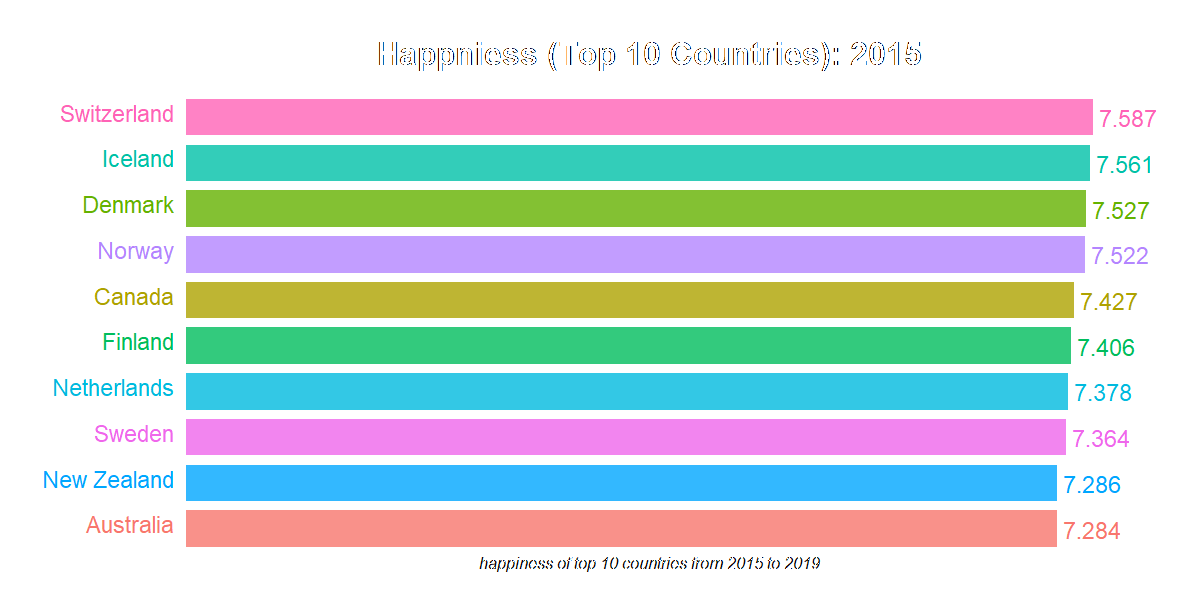 Happniess (Top 10 Countries): 2015
Switzerland 7.587
Iceland 7.561
Denmark 7.527
Norway 7.522
Canada 7.427
Finland 7.406
Netherlands 7.378
Sweden 7.364
New Zealand 7.286
Australia 7.284
happiness of top 10 countries from 2015 to 2019